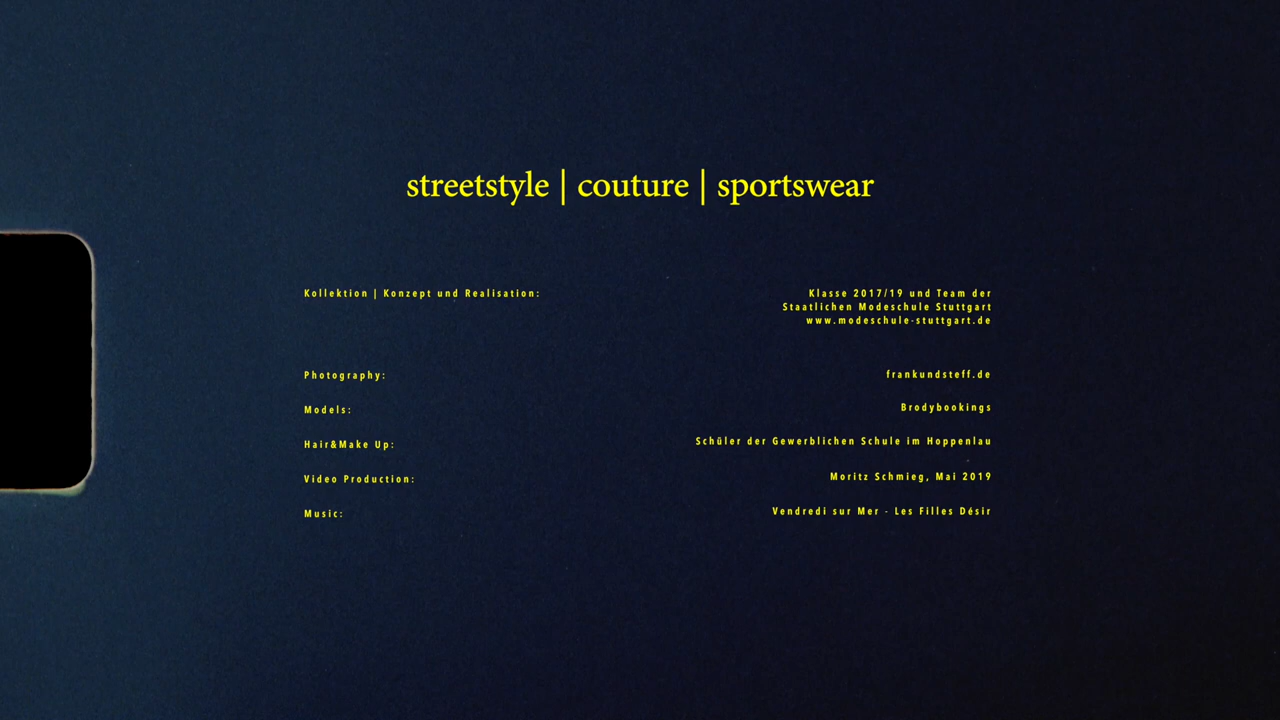 streetstyle | couture | sportswear
Kollektion | Konzept und Realisation:
Klasse 2017/19 und Team der
Staatlichen Modeschule Stuttgart
www.modeschule-stuttgart.de
Photography:
frankundsteff.de
Models:
Brodybookings
Hair&Make Up:
Schüler der Gewerblichen Schule im Hoppenlau
Video Production:
Moritz Schmieg, Mai 2019
Music:
Vendredi sur Mer - Les Filles Désir